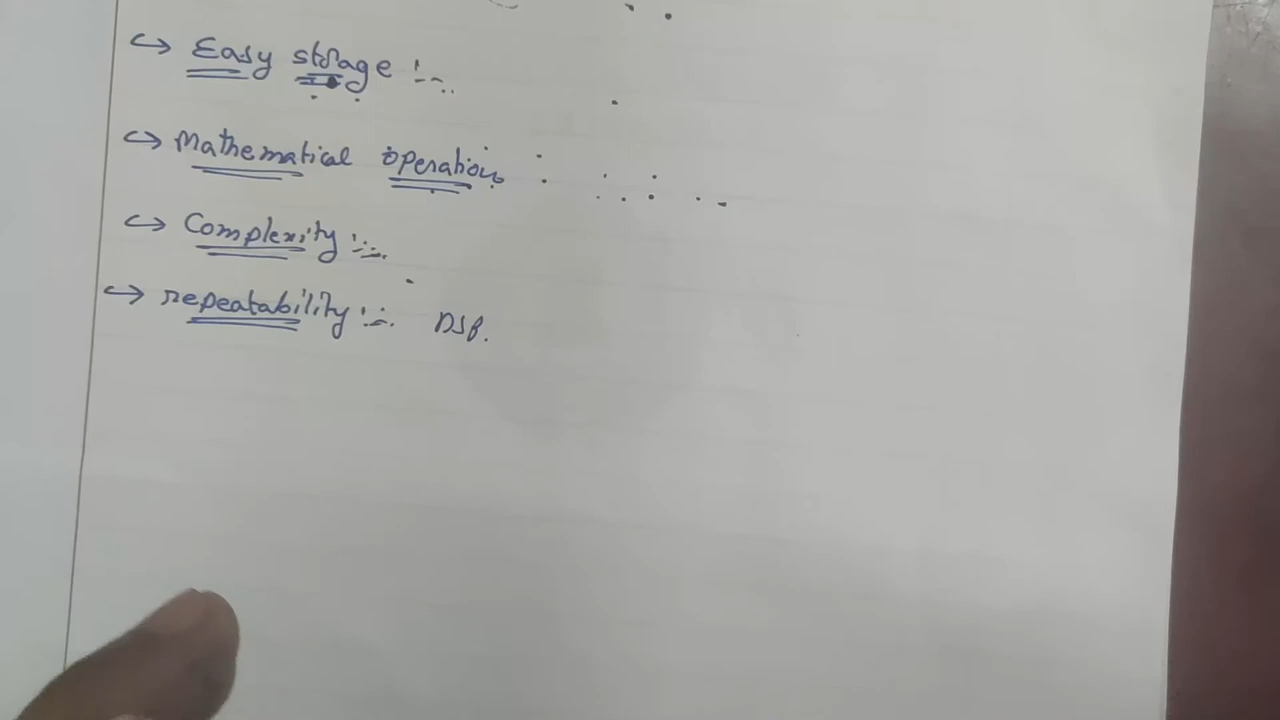 ↪ Easy storage :-
↪ Mathematical operations :
↪ Complexity :-
↪ repeatability :- DSP.